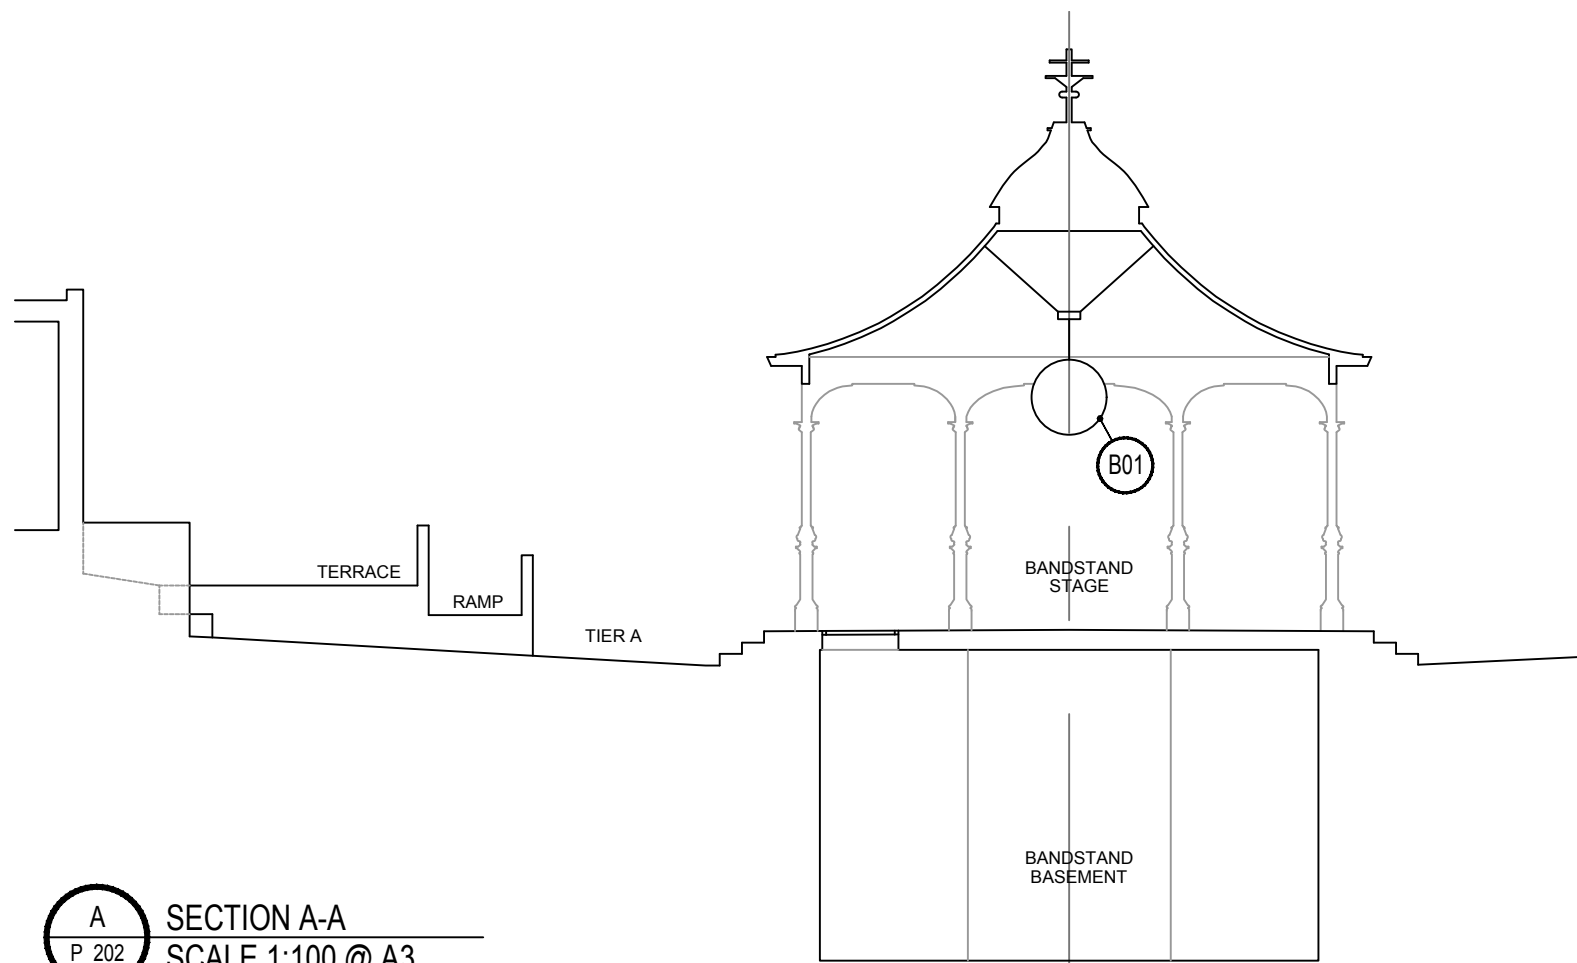 B01
TERRACE
BANDSTAND
STAGE
RAMP
TIER A
BANDSTAND
BASEMENT
A
P 202
SECTION A-A
SCALE 1:100 @ A3